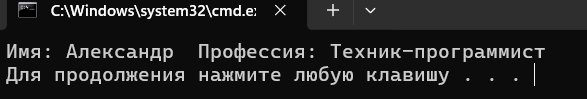 C:\Windows\system32\cmd.e
Имя: Александр  Профессия: Техник-программист
Для продолжения нажмите любую клавишу . . .